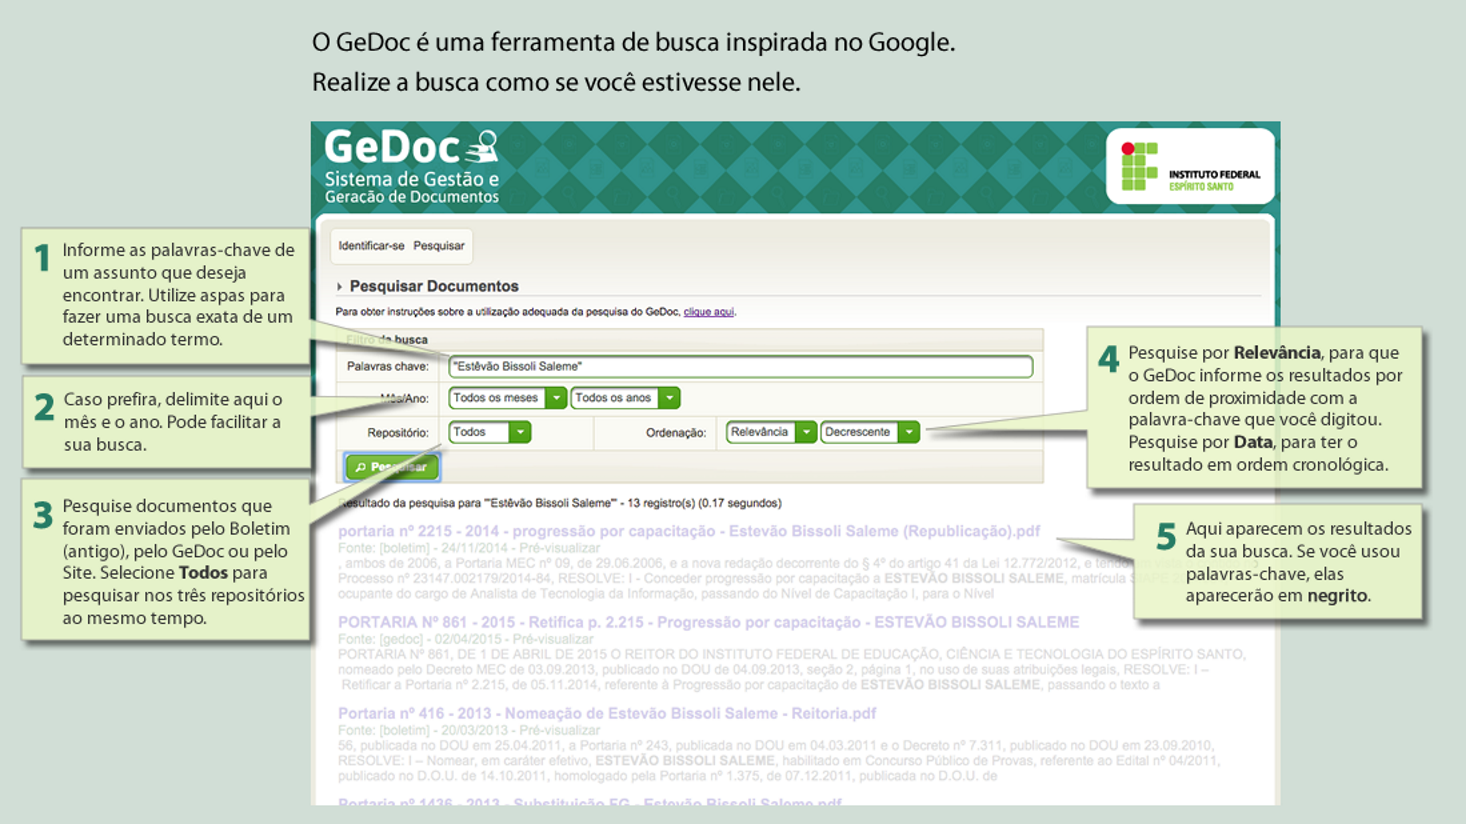 O GeDoc é uma ferramenta de busca inspirada no Google.
Realize a busca como se você estivesse nele.
GeDoc
Sistema de Gestão e
Geração de Documentos
INSTITUTO FEDERAL
ESPÍRITO SANTO
1
Informe as palavras-chave de
um assunto que deseja
encontrar. Utilize aspas para
fazer uma busca exata de um
determinado termo.
2
Caso prefira, delimite aqui o
mês e o ano. Pode facilitar a
sua busca.
3
Pesquise documentos que
foram enviados pelo Boletim
(antigo), pelo GeDoc ou pelo
Site. Selecione Todos para
pesquisar nos três repositórios
ao mesmo tempo.
Identificar-se Pesquisar
Pesquisar Documentos
Para obter instruções sobre a utilização adequada da pesquisa do GeDoc, clique aqui.
Filtro de busca
Palavras chave: "Estêvão Bissoli Saleme"
Mês/Ano: Todos os meses Todos os anos
Repositório: Todos Ordenação: Relevância Decrescente
Pesquisar
Resultado da pesquisa para '"Estêvão Bissoli Saleme"' - 13 registro(s) (0.17 segundos)
portaria nº 2215 - 2014 - progressão por capacitação - Estevão Bissoli Saleme (Republicação).pdf
Fonte: [boletim] - 24/11/2014 - Pré-visualizar
, ambos de 2006, a Portaria MEC nº 09, de 29.06.2006, e a nova redação decorrente do § 4º do artigo 41 da Lei 12.772/2012, e tendo
Processo nº 23147.002179/2014-84, RESOLVE: I - Conceder progressão por capacitação a ESTEVÃO BISSOLI SALEME, matrícula
ocupante do cargo de Analista de Tecnologia da Informação, passando do Nível de Capacitação I, para o Nível
PORTARIA Nº 861 - 2015 - Retifica p. 2.215 - Progressão por capacitação - ESTEVÃO BISSOLI SALEME
Fonte: [gedoc] - 02/04/2015 - Pré-visualizar
PORTARIA Nº 861, DE 1 DE ABRIL DE 2015 O REITOR DO INSTITUTO FEDERAL DE EDUCAÇÃO, CIÊNCIA E TECNOLOGIA DO ESPÍRITO SANTO,
nomeado pelo Decreto MEC de 03.09.2013, publicado no DOU de 04.09.2013, seção 2, página 1, no uso de suas atribuições legais, RESOLVE: I –
Retificar a Portaria nº 2.215, de 05.11.2014, referente à Progressão por capacitação de ESTEVÃO BISSOLI SALEME, passando o texto a
Portaria nº 416 - 2013 - Nomeação de Estevão Bissoli Saleme - Reitoria.pdf
Fonte: [boletim] - 20/03/2013 - Pré-visualizar
56, publicada no DOU em 25.04.2011, a Portaria nº 243, publicada no DOU em 04.03.2011 e o Decreto nº 7.311, publicado no DOU em 23.09.2010,
RESOLVE: I – Nomear, em caráter efetivo, ESTEVÃO BISSOLI SALEME, habilitado em Concurso Público de Provas, referente ao Edital nº 04/2011,
publicado no D.O.U. de 14.10.2011, homologado pela Portaria nº 1.375, de 07.12.2011, publicada no D.O.U. de
Portaria nº 1436 - 2013 - Substituição FG - Estevão Bissoli Saleme.pdf
4
Pesquise por Relevância, para que
o GeDoc informe os resultados por
ordem de proximidade com a
palavra-chave que você digitou.
Pesquise por Data, para ter o
resultado em ordem cronológica.
5
Aqui aparecem os resultados
da sua busca. Se você usou
palavras-chave, elas
aparecerão em negrito.